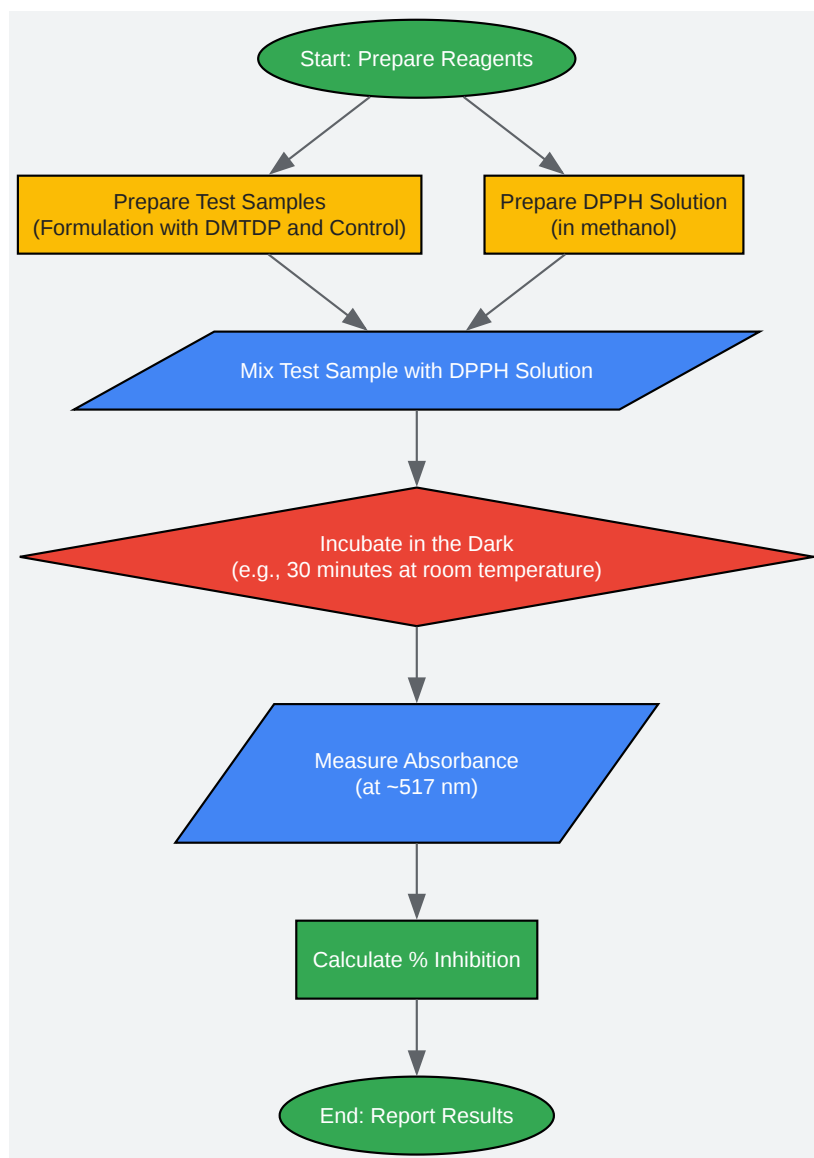 Start: Prepare Reagents
Prepare Test Samples
(Formulation with DMTDP and Control)
Prepare DPPH Solution
(in methanol)
Mix Test Sample with DPPH Solution
Incubate in the Dark
(e.g., 30 minutes at room temperature)
Measure Absorbance
(at ~517 nm)
Calculate % Inhibition
End: Report Results